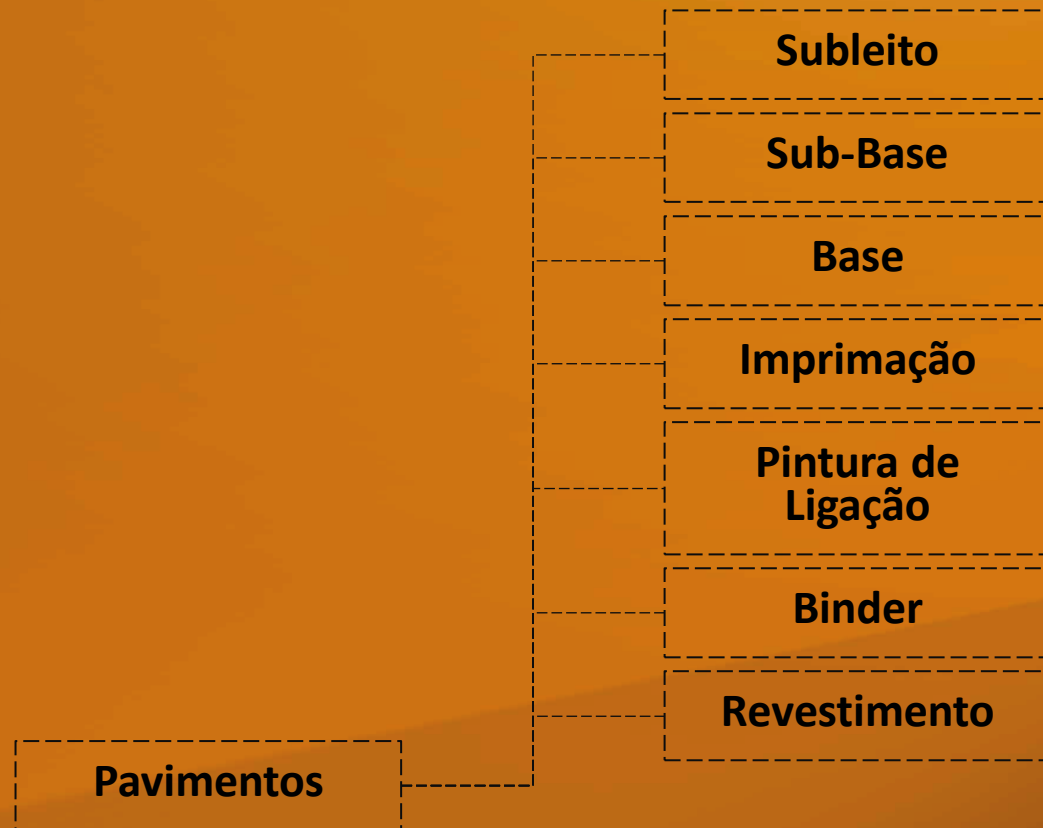 Subleito
Sub-Base
Base
Imprimação
Pintura de
Ligação
Binder
Revestimento
Pavimentos